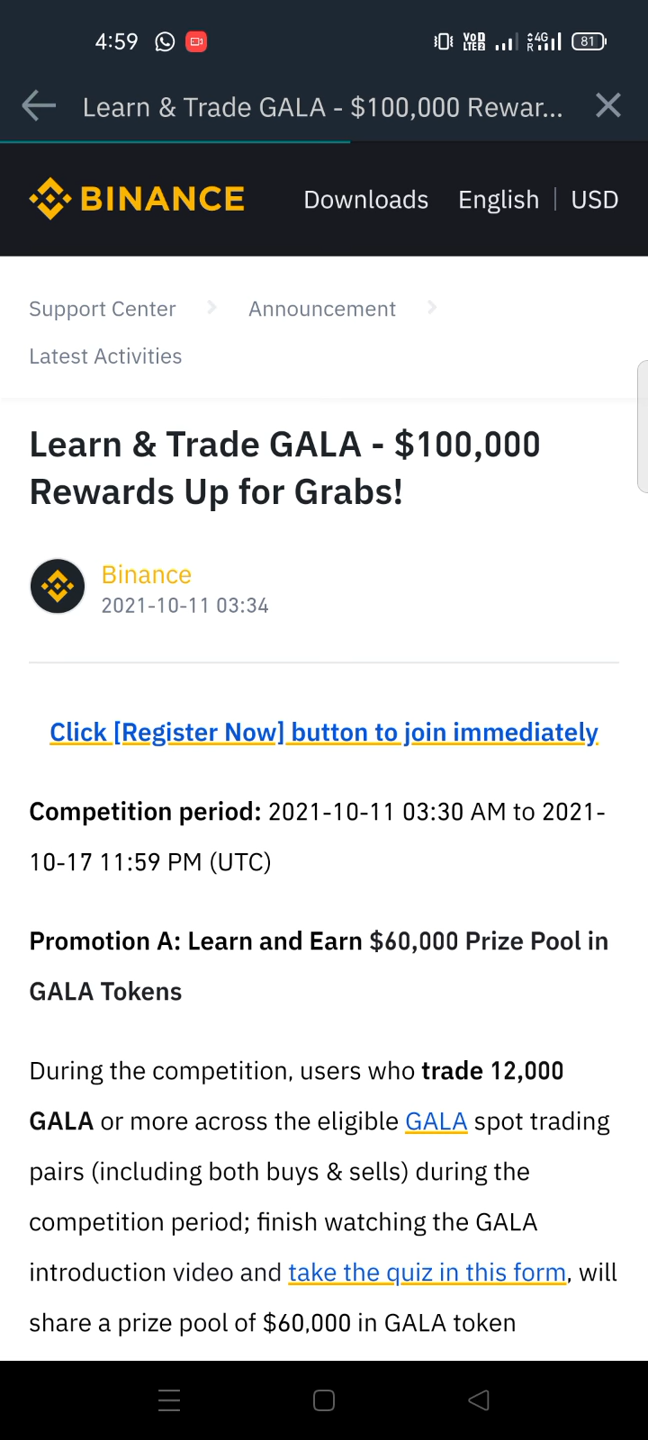 4:59
VoD
LTE2
4G
R
81
Learn & Trade GALA - $100,000 Rewar...
BINANCE
Downloads English | USD
Support Center > Announcement >
Latest Activities
Learn & Trade GALA - $100,000
Rewards Up for Grabs!
Binance
2021-10-11 03:34
Click [Register Now] button to join immediately
Competition period: 2021-10-11 03:30 AM to 2021-
10-17 11:59 PM (UTC)
Promotion A: Learn and Earn $60,000 Prize Pool in
GALA Tokens
During the competition, users who trade 12,000
GALA or more across the eligible GALA spot trading
pairs (including both buys & sells) during the
competition period; finish watching the GALA
introduction video and take the quiz in this form, will
share a prize pool of $60,000 in GALA token